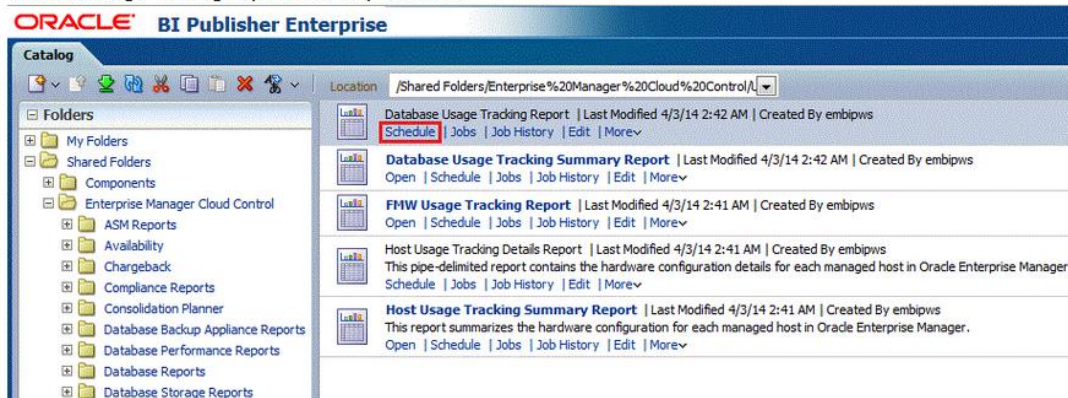 ORACLE BI Publisher Enterprise
Catalog
Location /Shared Folders/Enterprise%20Manager%20Cloud%20Control/L
Folders
My Folders
Shared Folders
Components
Enterprise Manager Cloud Control
ASM Reports
Availability
Chargeback
Compliance Reports
Consolidation Planner
Database Backup Appliance Reports
Database Performance Reports
Database Reports
Database Storage Reports
Database Usage Tracking Report | Last Modified 4/3/14 2:42 AM | Created By embipws
Schedule | Jobs | Job History | Edit | More
Database Usage Tracking Summary Report | Last Modified 4/3/14 2:42 AM | Created By embipws
Open | Schedule | Jobs | Job History | Edit | More
FMW Usage Tracking Report | Last Modified 4/3/14 2:41 AM | Created By embipws
Open | Schedule | Jobs | Job History | Edit | More
Host Usage Tracking Details Report | Last Modified 4/3/14 2:41 AM | Created By embipws
This pipe-delimited report contains the hardware configuration details for each managed host in Oracle Enterprise Manager
Schedule | Jobs | Job History | Edit | More
Host Usage Tracking Summary Report | Last Modified 4/3/14 2:41 AM | Created By embipws
This report summarizes the hardware configuration for each managed host in Oracle Enterprise Manager.
Open | Schedule | Jobs | Job History | Edit | More